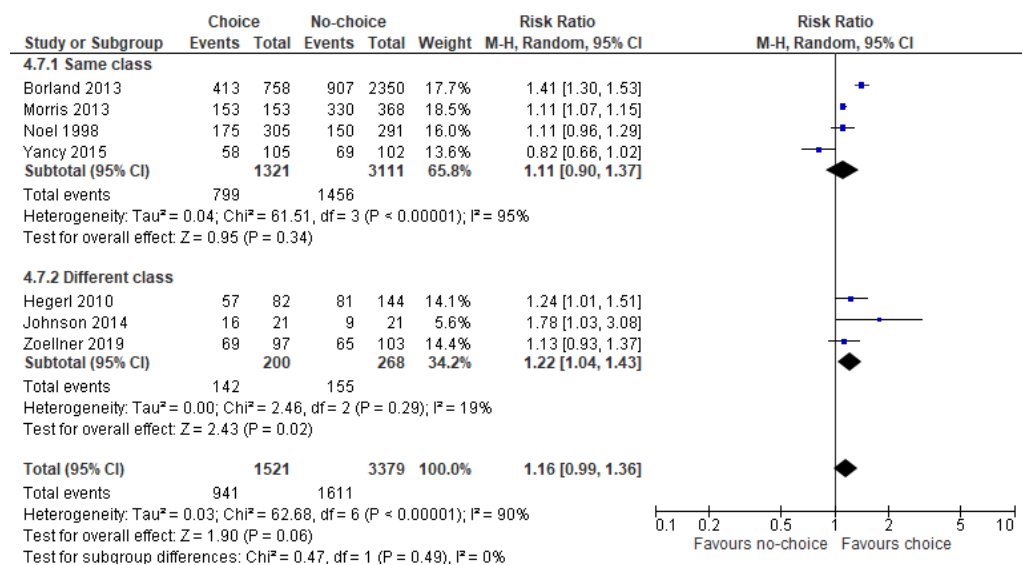 Choice No-choice Risk Ratio Risk Ratio
Study or Subgroup Events Total Events Total Weight M-H, Random, 95% CI M-H, Random, 95% CI
4.7.1 Same class
Borland 2013 413 758 907 2350 17.7% 1.41 [1.30, 1.53]
Morris 2013 153 153 330 368 18.5% 1.11 [1.07, 1.15]
Noel 1998 175 305 150 291 16.0% 1.11 [0.96, 1.29]
Yancy 2015 58 105 69 102 13.6% 0.82 [0.66, 1.02]
Subtotal (95% CI) 1321 3111 65.8% 1.11 [0.90, 1.37]
Total events 799 1456
Heterogeneity: Tau² = 0.04; Chi² = 61.51, df = 3 (P < 0.00001); I² = 95%
Test for overall effect: Z = 0.95 (P = 0.34)
4.7.2 Different class
Hegerl 2010 57 82 81 144 14.1% 1.24 [1.01, 1.51]
Johnson 2014 16 21 9 21 5.6% 1.78 [1.03, 3.08]
Zoellner 2019 69 97 65 103 14.4% 1.13 [0.93, 1.37]
Subtotal (95% CI) 200 268 34.2% 1.22 [1.04, 1.43]
Total events 142 155
Heterogeneity: Tau² = 0.00; Chi² = 2.46, df = 2 (P = 0.29); I² = 19%
Test for overall effect: Z = 2.43 (P = 0.02)
Total (95% CI) 1521 3379 100.0% 1.16 [0.99, 1.36]
Total events 941 1611
Heterogeneity: Tau² = 0.03; Chi² = 62.68, df = 6 (P < 0.00001); I² = 90%
Test for overall effect: Z = 1.90 (P = 0.06)
Test for subgroup differences: Chi² = 0.47, df = 1 (P = 0.49), I² = 0%
0.1 0.2 0.5 1 2 5 10
Favours no-choice Favours choice